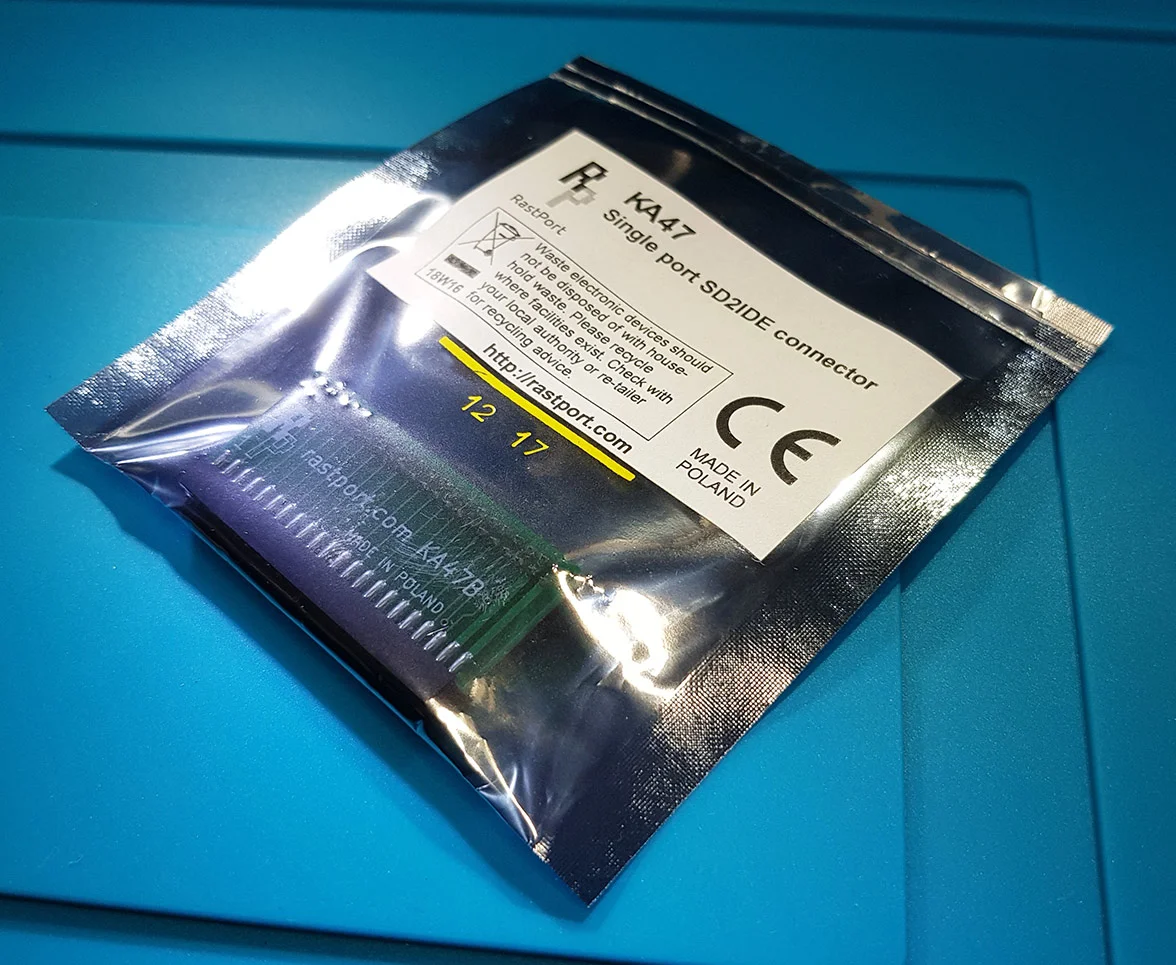 RP
RastPort
KA47
Single port SD2IDE connector
Waste electronic devices should
not be disposed of with house-
hold waste. Please recycle
where facilities exist. Check with
your local authority or re-tailer
for recycling advice.
18W16
http://rastport.com
CE
MADE IN
POLAND
12 17
rastport.com KA47B
MADE IN POLAND